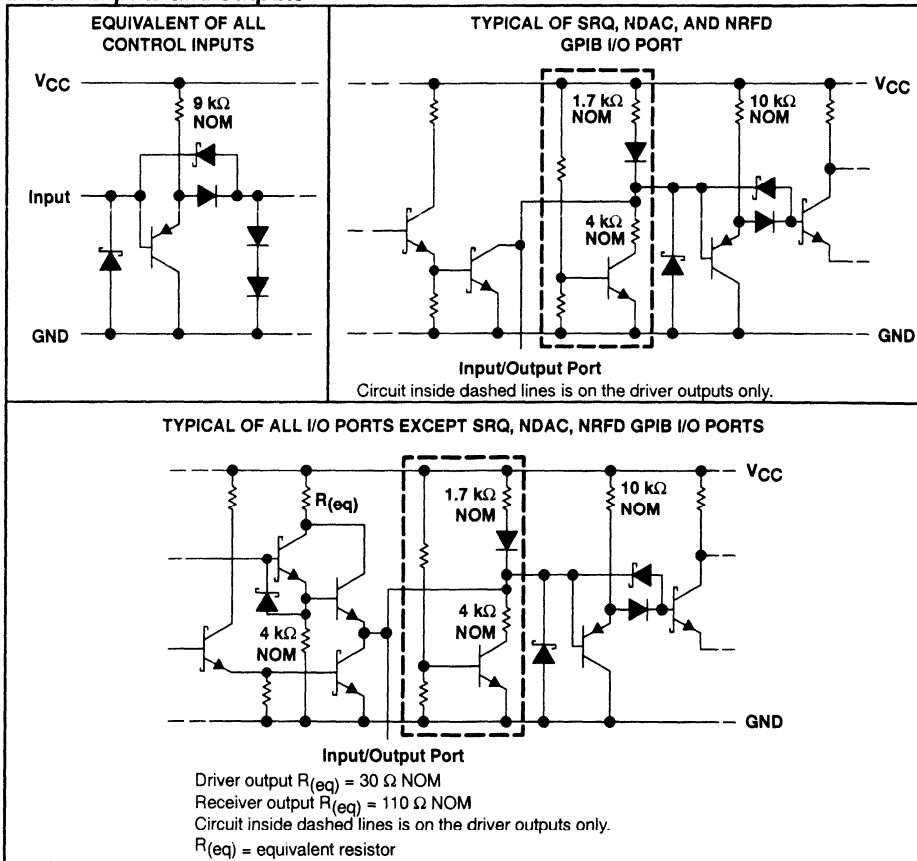 EQUIVALENT OF ALL
CONTROL INPUTS
VCC
9 kΩ
NOM
Input
GND
TYPICAL OF SRQ, NDAC, AND NRFD
GPIB I/O PORT
VCC
1.7 kΩ
NOM
10 kΩ
NOM
4 kΩ
NOM
GND
Input/Output Port
Circuit inside dashed lines is on the driver outputs only.
TYPICAL OF ALL I/O PORTS EXCEPT SRQ, NDAC, NRFD GPIB I/O PORTS
VCC
R(eq)
1.7 kΩ
NOM
10 kΩ
NOM
4 kΩ
NOM
4 kΩ
NOM
GND
Input/Output Port
Driver output R(eq) = 30 Ω NOM
Receiver output R(eq) = 110 Ω NOM
Circuit inside dashed lines is on the driver outputs only.
R(eq) = equivalent resistor